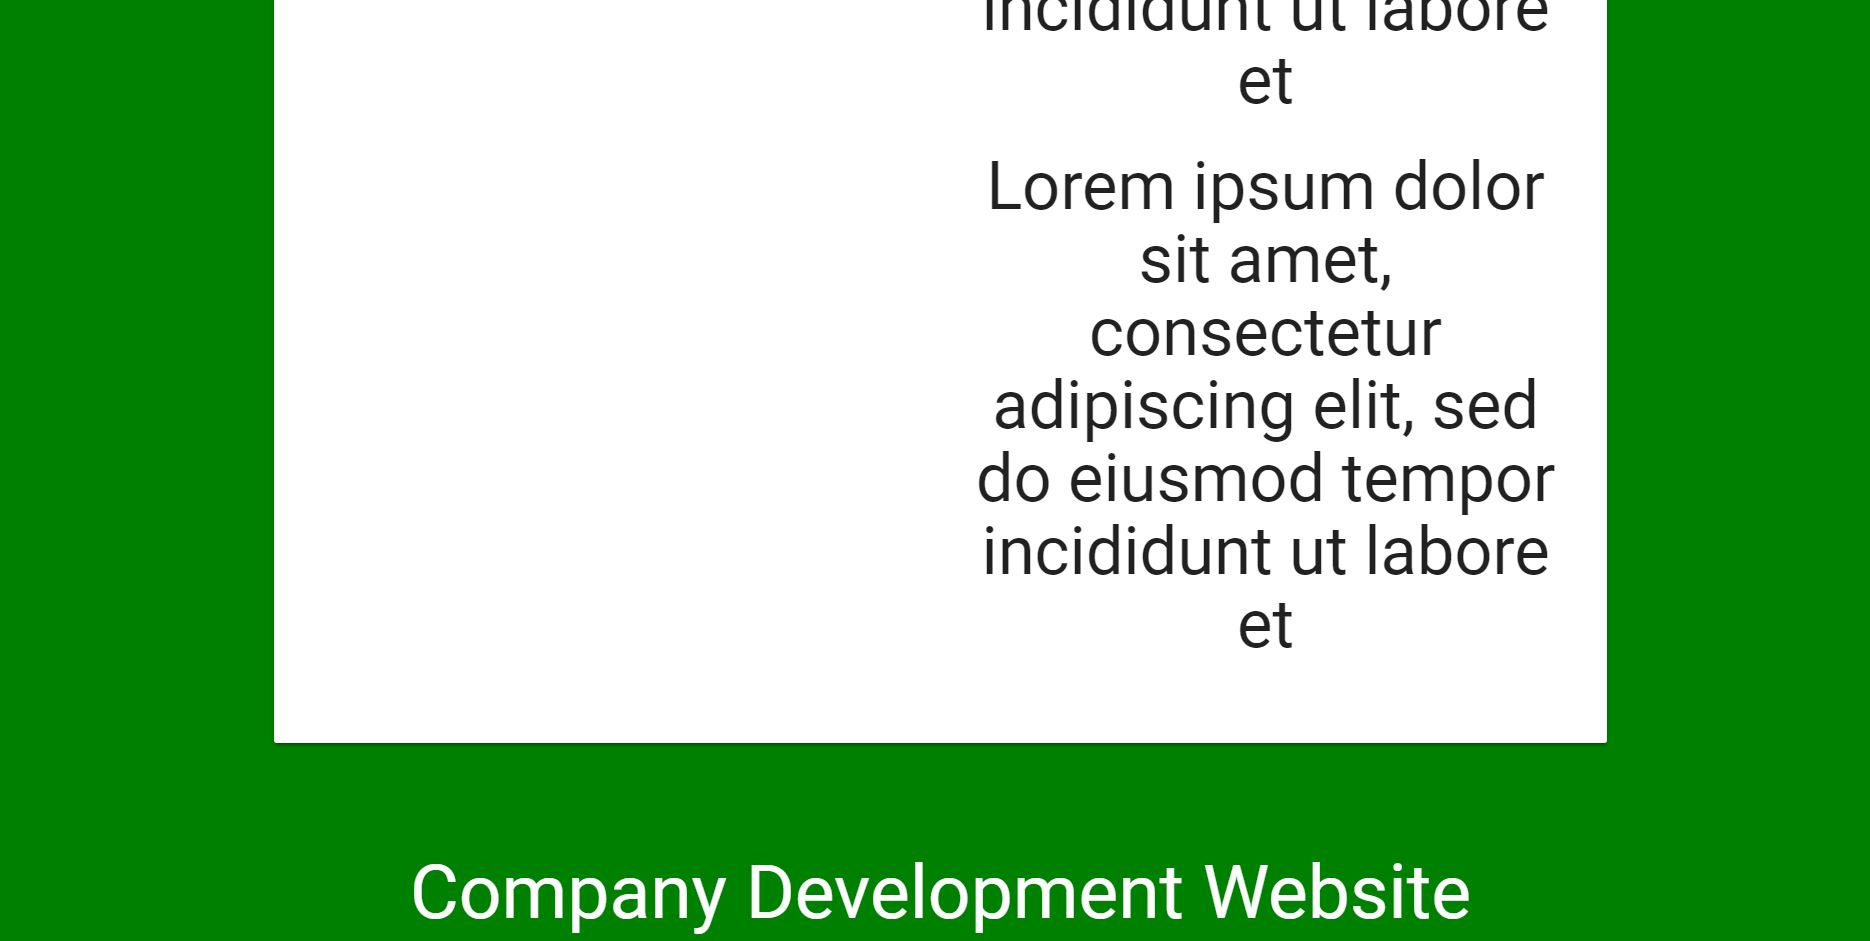 incididunt ut labore
et
Lorem ipsum dolor
sit amet,
consectetur
adipiscing elit, sed
do eiusmod tempor
incididunt ut labore
et
Company Development Website